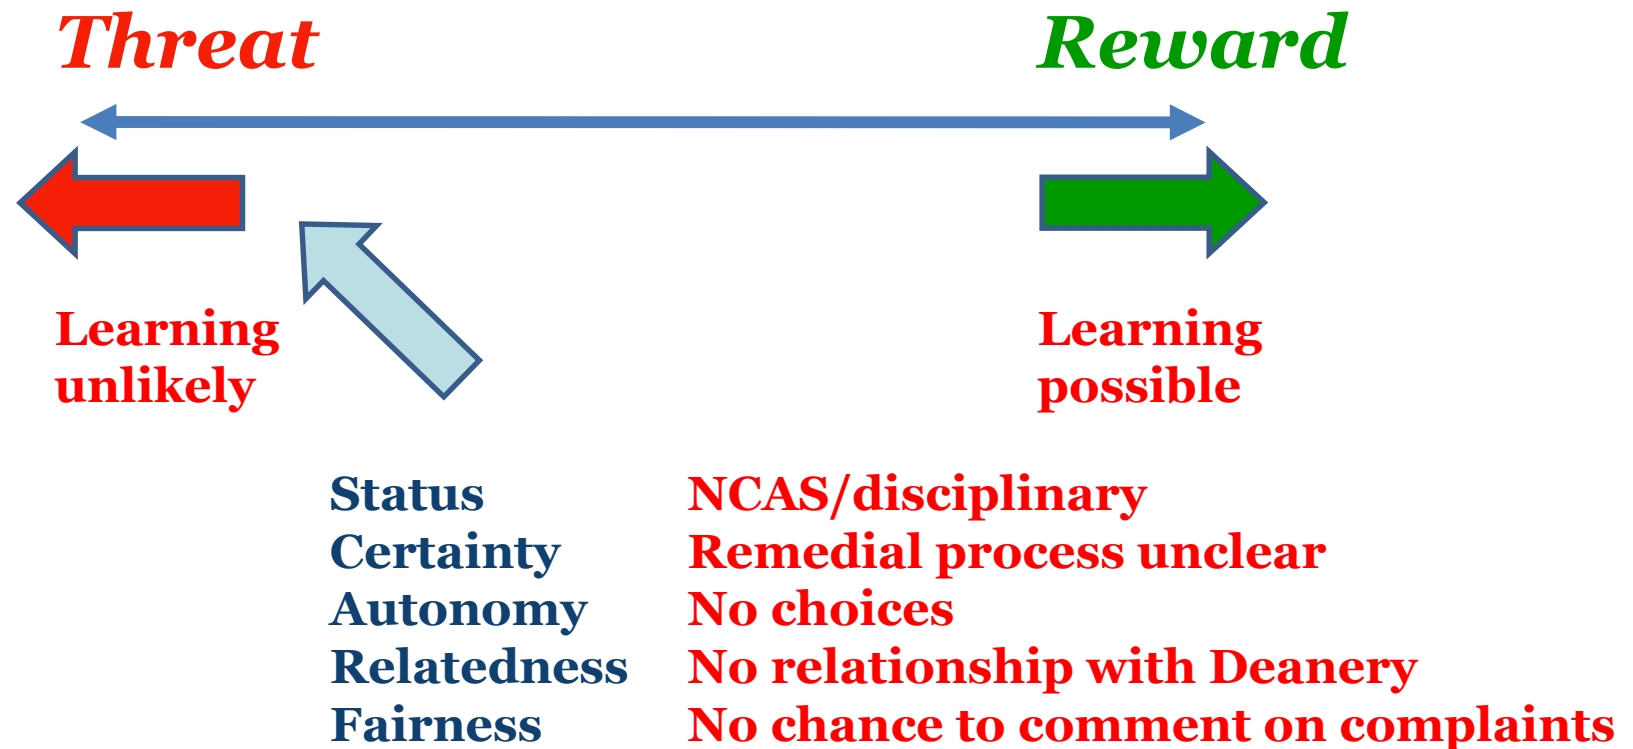 Threat Reward
Learning unlikely
Learning possible
Status NCAS/disciplinary
Certainty Remedial process unclear
Autonomy No choices
Relatedness No relationship with Deanery
Fairness No chance to comment on complaints